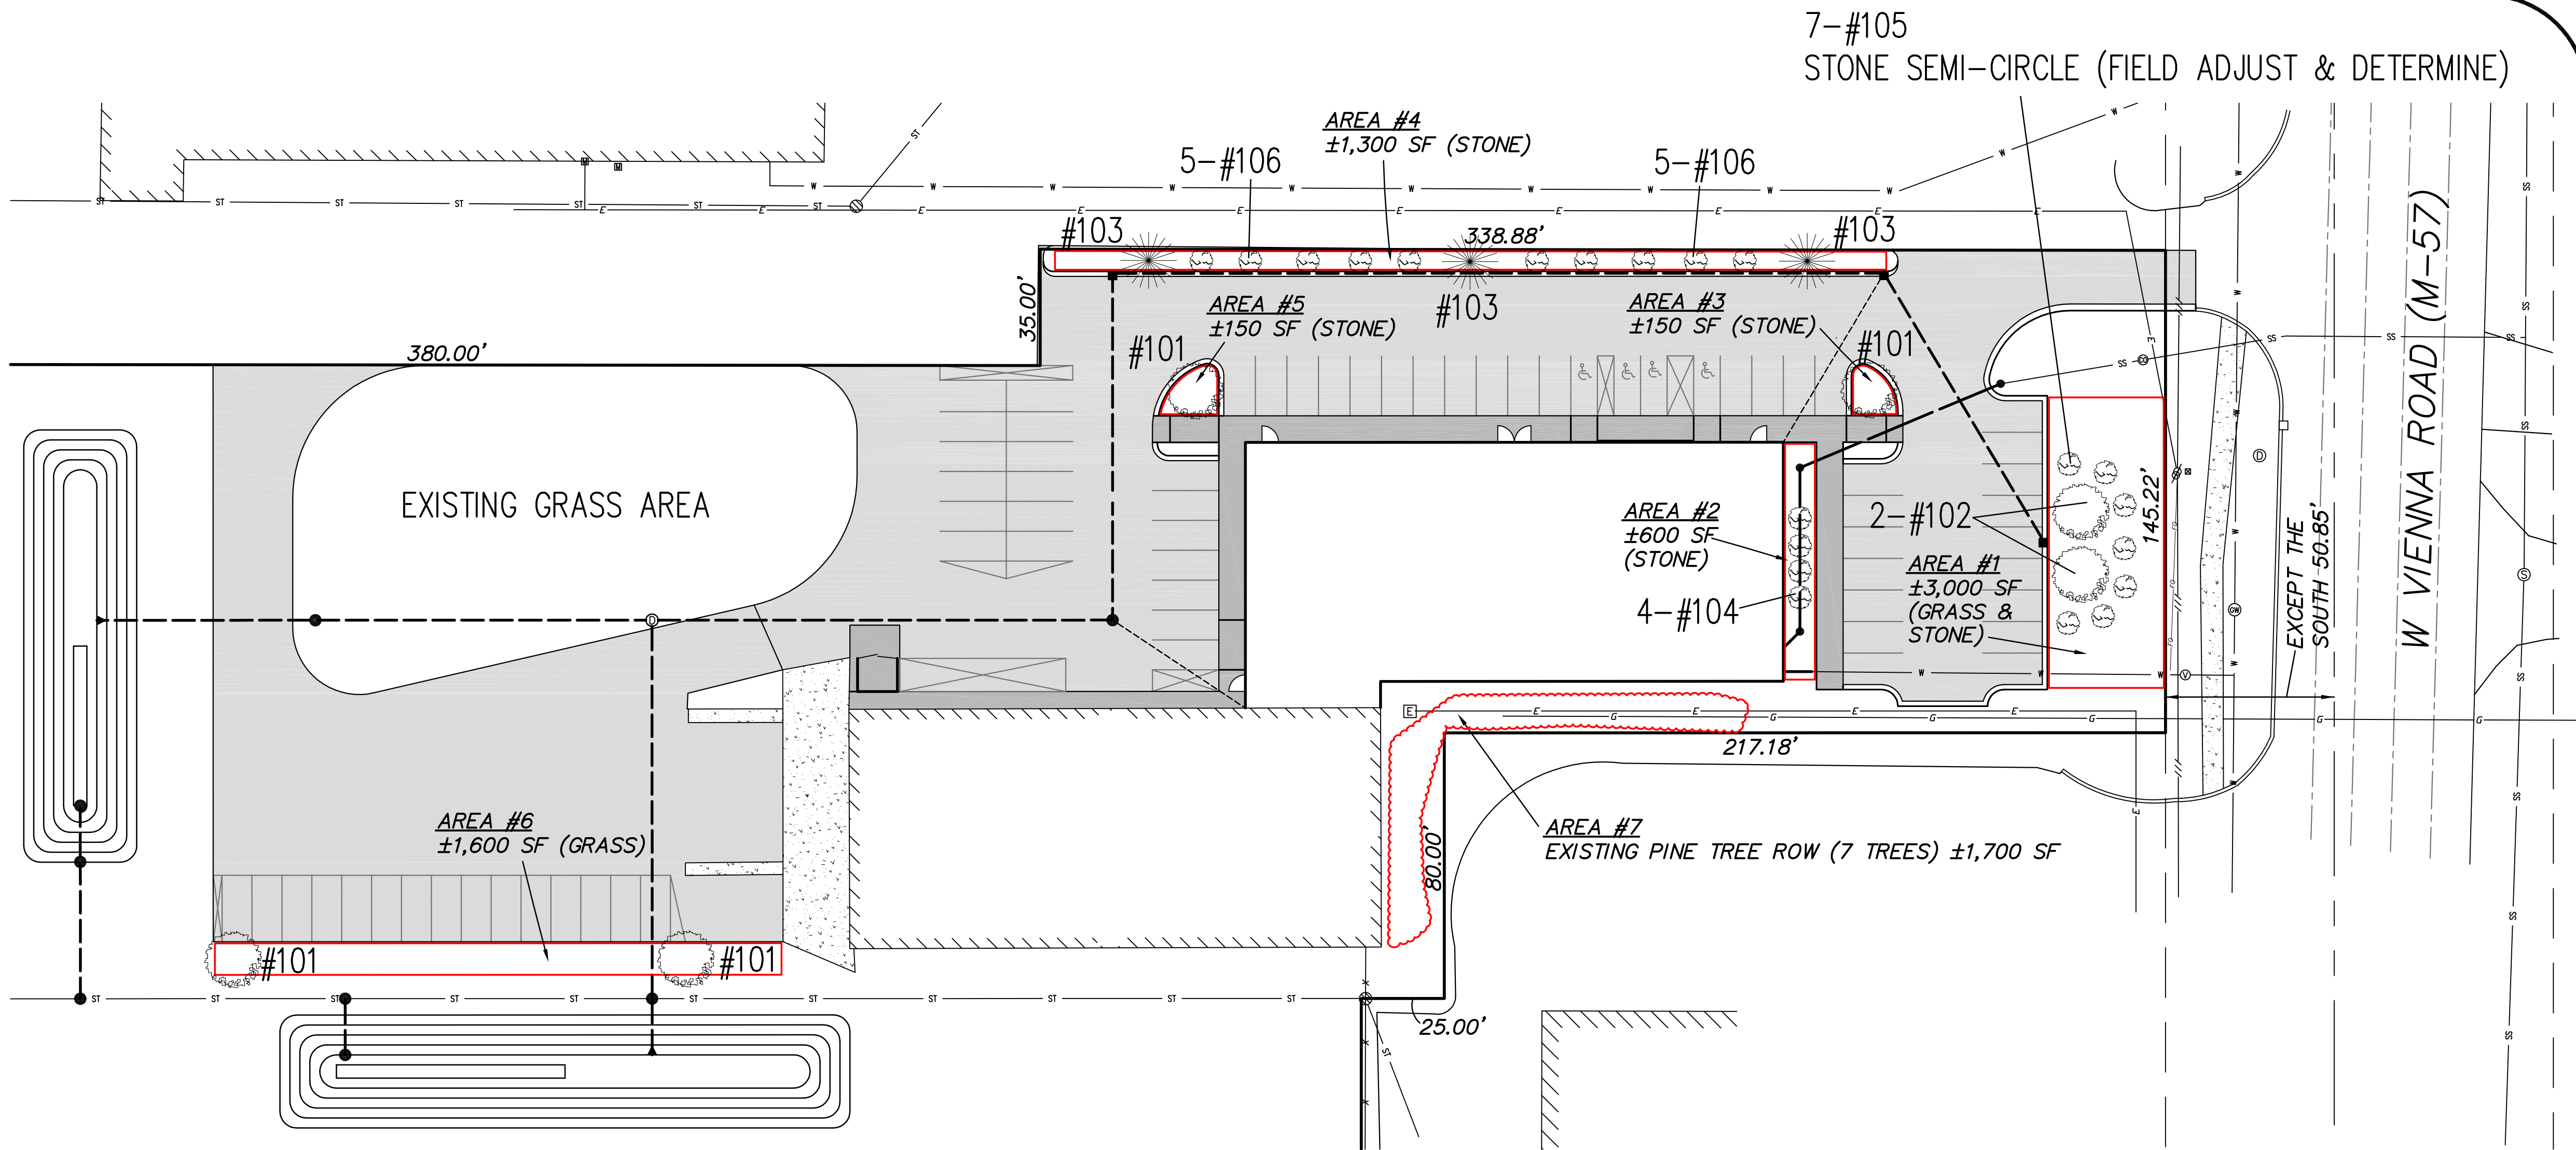 7-#105
STONE SEMI-CIRCLE (FIELD ADJUST & DETERMINE)
AREA #4
±1,300 SF (STONE)
5-#106
5-#106
#103
#103
338.88'
#103
35.00'
AREA #5
±150 SF (STONE)
AREA #3
±150 SF (STONE)
#101
#101
380.00'
EXISTING GRASS AREA
AREA #2
±600 SF
(STONE)
4-#104
2-#102
AREA #1
±3,000 SF
(GRASS &
STONE)
145.22'
EXCEPT THE
SOUTH 50.85'
W VIENNA ROAD (M-57)
217.18'
AREA #7
EXISTING PINE TREE ROW (7 TREES) ±1,700 SF
80.00'
25.00'
AREA #6
±1,600 SF (GRASS)
#101
#101